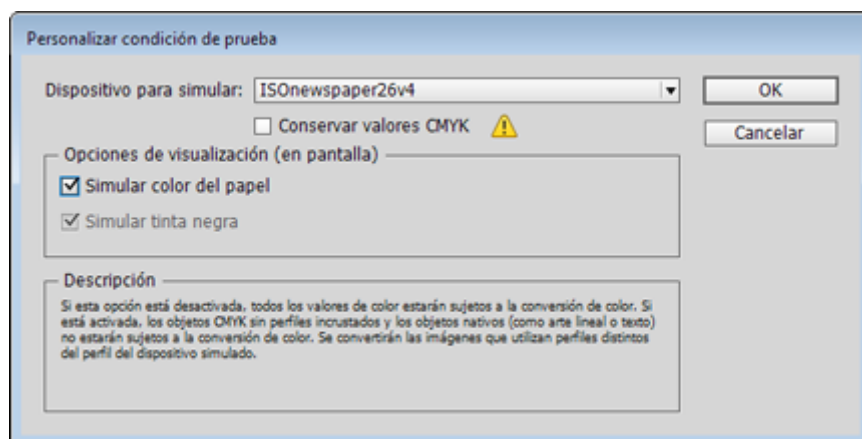 Personalizar condición de prueba
Dispositivo para simular: ISOnewspaper26v4 OK
Conservar valores CMYK Cancelar
Opciones de visualización (en pantalla)
Simular color del papel
Simular tinta negra
Descripción
Si esta opción está desactivada, todos los valores de color estarán sujetos a la conversión de color. Si
está activada, los objetos CMYK sin perfiles incrustados y los objetos nativos (como arte lineal o texto)
no estarán sujetos a la conversión de color. Se convertirán las imágenes que utilizan perfiles distintos
del perfil del dispositivo simulado.